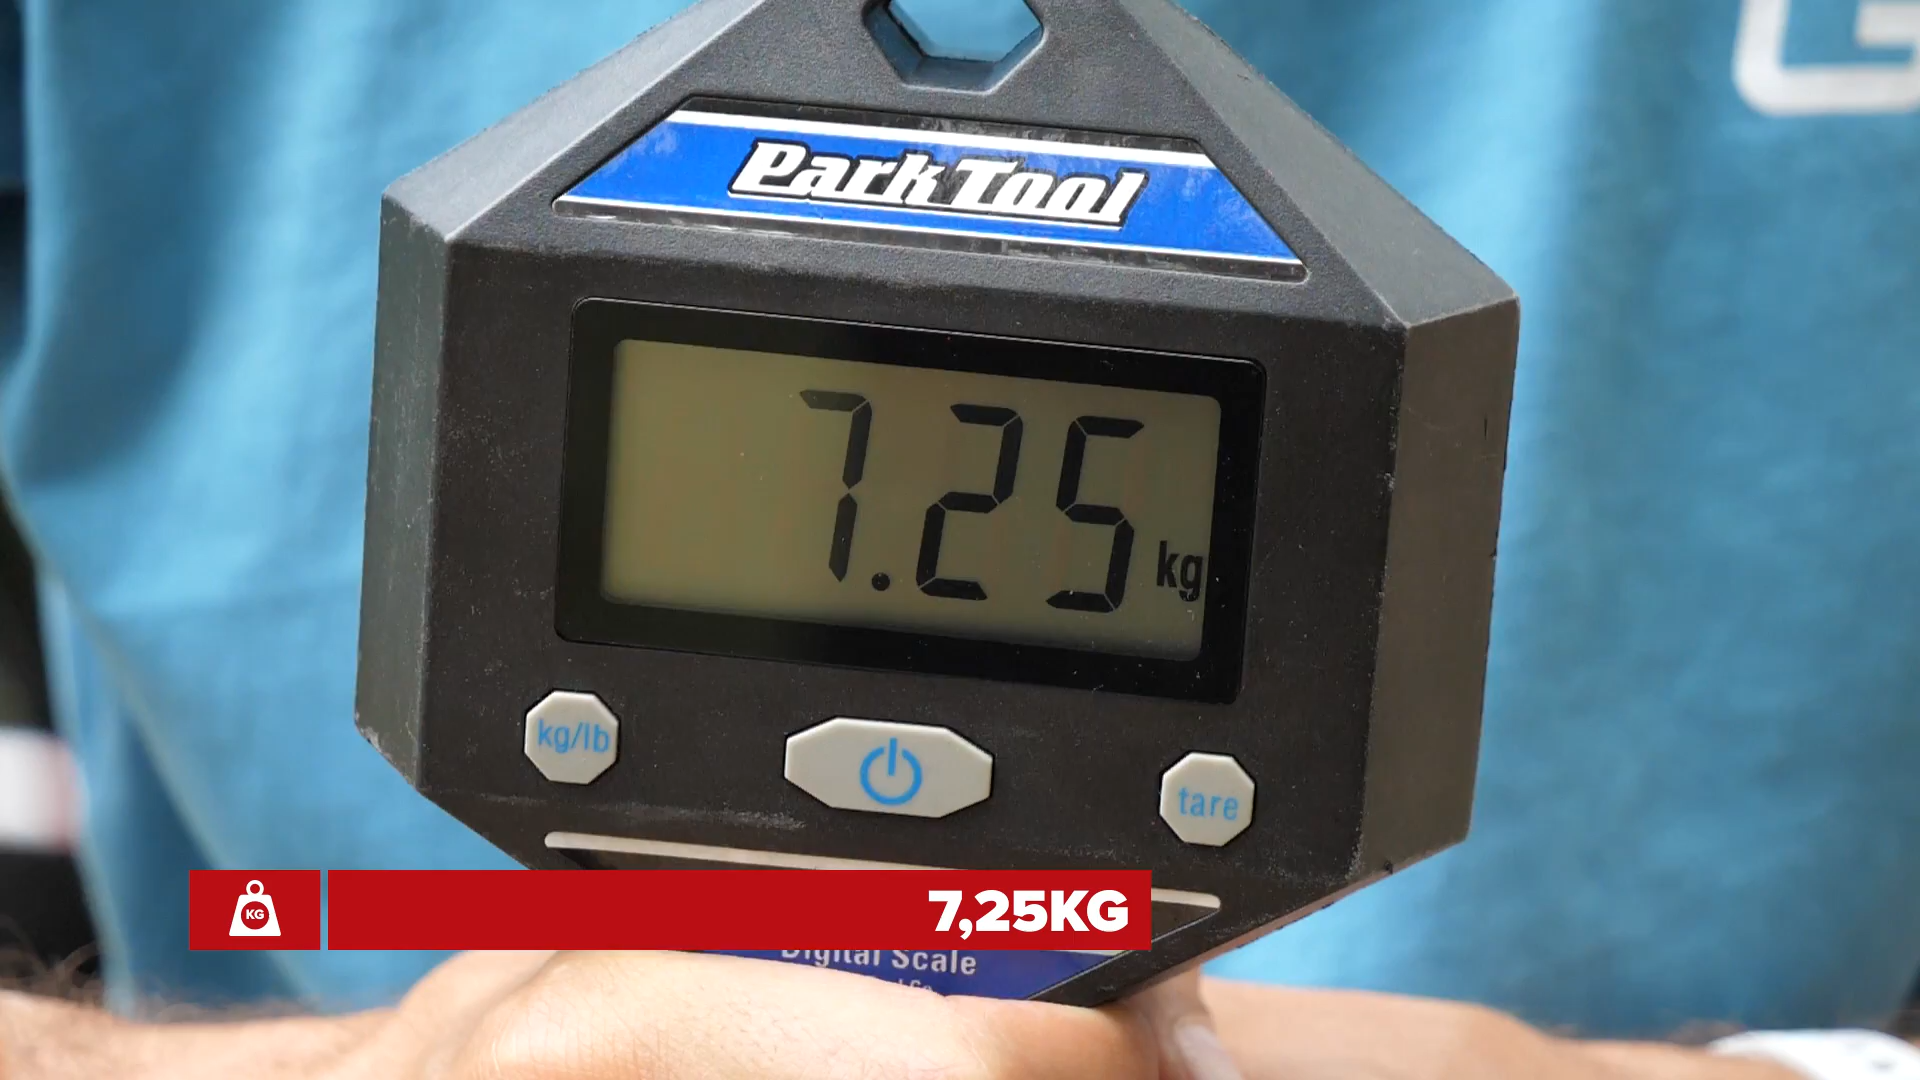 Park Tool
7.25 kg
kg/lb
tare
KG
7,25KG
Digital Scale